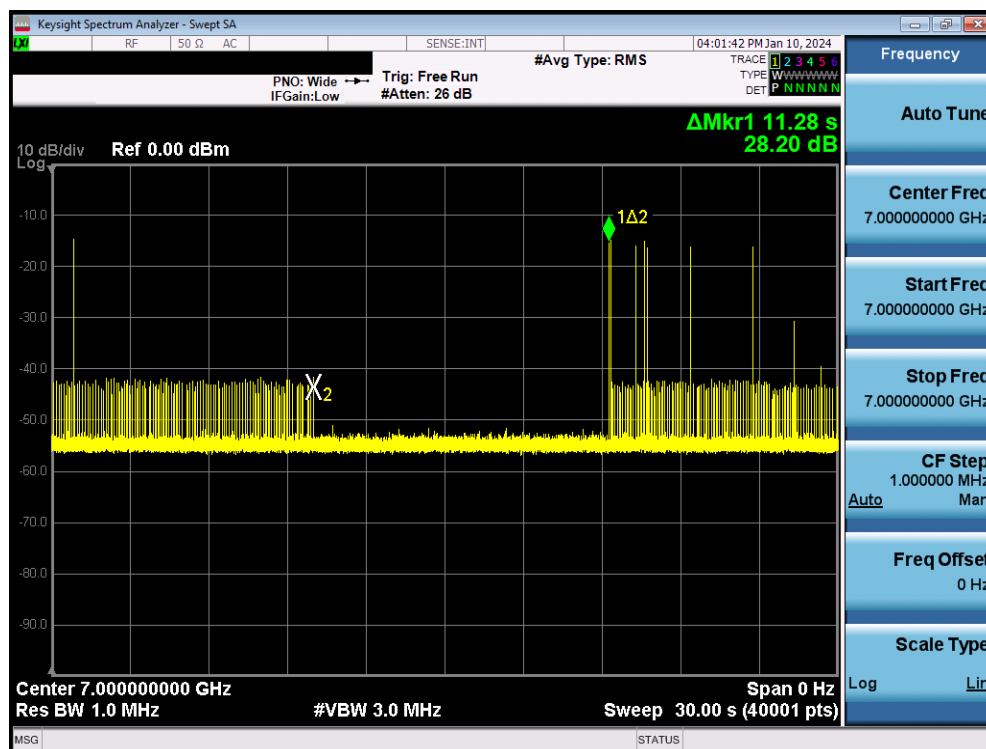 Keysight Spectrum Analyzer - Swept SA
LXI RF 50 Ω AC SENSE:INT 04:01:42 PM Jan 10, 2024
#Avg Type: RMS
TRACE 1 2 3 4 5 6
TYPE W
DET P N N N N N
PNO: Wide
IFGain:Low
Trig: Free Run
#Atten: 26 dB
ΔMkr1 11.28 s
28.20 dB
10 dB/div Ref 0.00 dBm
Log
1Δ2
-10.0
-20.0
-30.0
-40.0
X2
-50.0
-60.0
-70.0
-80.0
-90.0
Center 7.000000000 GHz Span 0 Hz
Res BW 1.0 MHz #VBW 3.0 MHz Sweep 30.00 s (40001 pts)
MSG STATUS
Frequency
Auto Tune
Center Freq
7.000000000 GHz
Start Freq
7.000000000 GHz
Stop Freq
7.000000000 GHz
CF Step
1.000000 MHz
Auto Man
Freq Offset
0 Hz
Scale Type
Log Lin